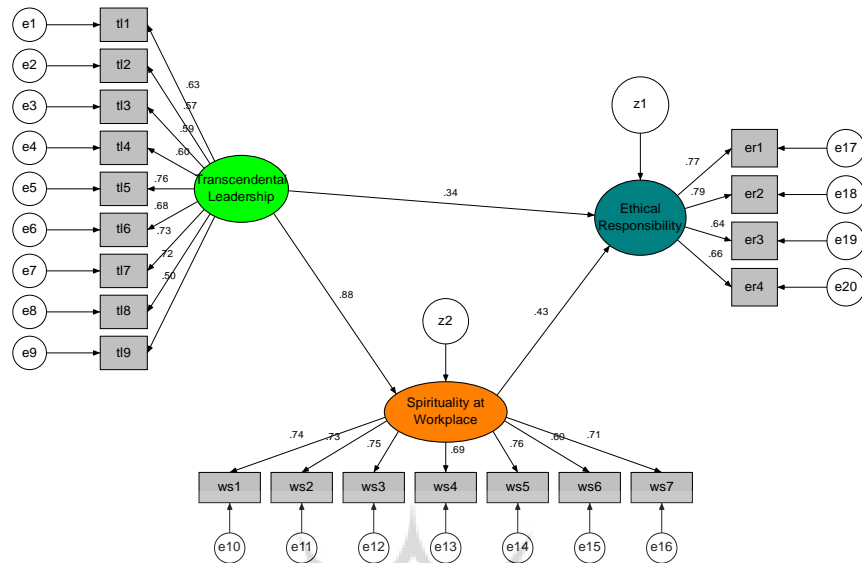 e1
tl1
e2
tl2
e3
tl3
e4
tl4
e5
tl5
e6
tl6
e7
tl7
e8
tl8
e9
tl9
.63
.57
.59
.60
.76
.68
.73
.72
.50
Transcendental
Leadership
.34
.88
z1
Ethical
Responsibility
.77
.79
.64
.66
er1
e17
er2
e18
er3
e19
er4
e20
.43
z2
Spirituality at
Workplace
.74
.73
.75
.69
.76
.60
.71
ws1
ws2
ws3
ws4
ws5
ws6
ws7
e10
e11
e12
e13
e14
e15
e16